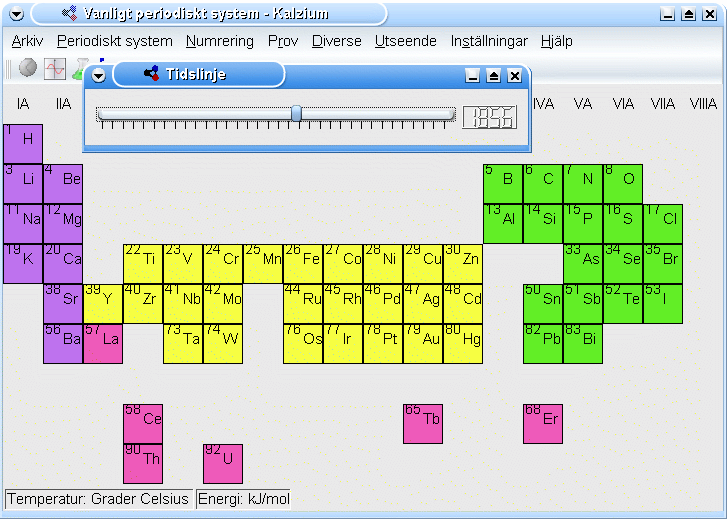 Vanligt periodiskt system - Kalzium
Arkiv Periodiskt system Numrering Prov Diverse Utseende Inställningar Hjälp
Tidslinje
1856
IA IIA IVA VA VIA VIIA VIIIA
1 H
3 Li 4 Be 5 B 6 C 7 N 8 O
11 Na 12 Mg 13 Al 14 Si 15 P 16 S 17 Cl
19 K 20 Ca 22 Ti 23 V 24 Cr 25 Mn 26 Fe 27 Co 28 Ni 29 Cu 30 Zn 33 As 34 Se 35 Br
38 Sr 39 Y 40 Zr 41 Nb 42 Mo 44 Ru 45 Rh 46 Pd 47 Ag 48 Cd 50 Sn 51 Sb 52 Te 53 I
56 Ba 57 La 73 Ta 74 W 76 Os 77 Ir 78 Pt 79 Au 80 Hg 82 Pb 83 Bi
58 Ce 65 Tb 68 Er
90 Th 92 U
Temperatur: Grader Celsius Energi: kJ/mol